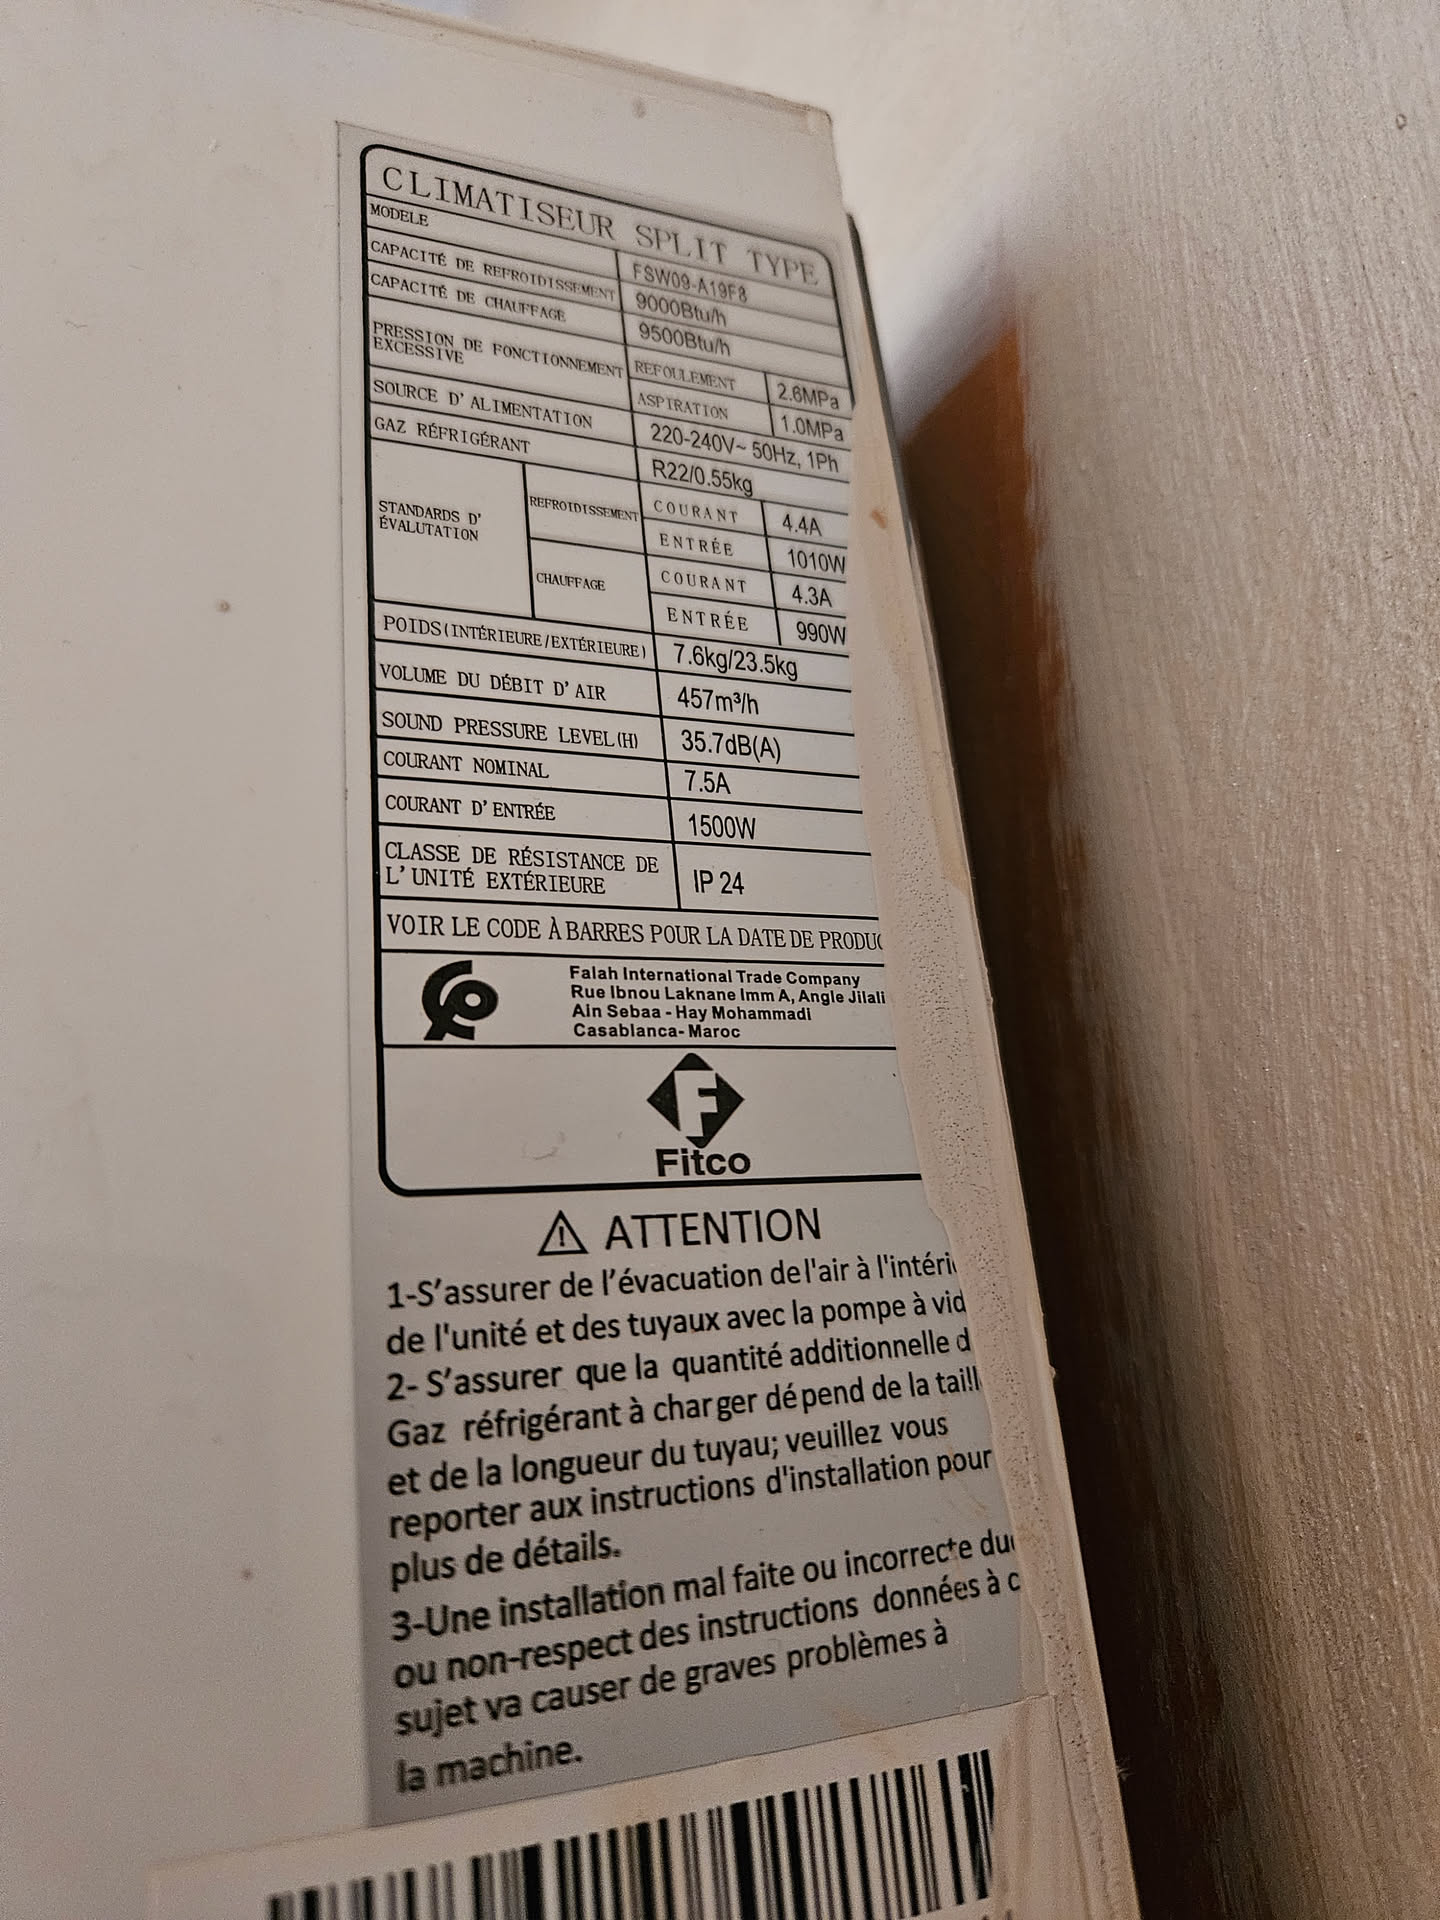 CLIMATISEUR SPLIT TYPE
MODELE FSW09-A19F8
CAPACITÉ DE REFROIDISSEMENT 9000Btu/h
CAPACITÉ DE CHAUFFAGE 9500Btu/h
PRESSION DE FONCTIONNEMENT EXCESSIVE REFOULEMENT 2.6MPa
ASPIRATION 1.0MPa
SOURCE D'ALIMENTATION 220-240V~ 50Hz, 1Ph
GAZ RÉFRIGÉRANT R22/0.55kg
STANDARDS D'
ÉVALUTATION
REFROIDISSEMENT COURANT 4.4A
ENTRÉE 1010W
CHAUFFAGE COURANT 4.3A
ENTRÉE 990W
POIDS(INTÉRIEURE/EXTÉRIEURE) 7.6kg/23.5kg
VOLUME DU DÉBIT D'AIR 457m³/h
SOUND PRESSURE LEVEL(H) 35.7dB(A)
COURANT NOMINAL 7.5A
COURANT D'ENTRÉE 1500W
CLASSE DE RÉSISTANCE DE
L'UNITÉ EXTÉRIEURE IP 24
VOIR LE CODE À BARRES POUR LA DATE DE PRODUC
Falah International Trade Company
Rue Ibnou Laknane Imm A, Angle Jilali
Ain Sebaa - Hay Mohammadi
Casablanca- Maroc
F
Fitco
⚠ ATTENTION
1-S'assurer de l'évacuation de l'air à l'intéri
de l'unité et des tuyaux avec la pompe à vid
2- S'assurer que la quantité additionnelle d
Gaz réfrigérant à charger dépend de la taill
et de la longueur du tuyau; veuillez vous
reporter aux instructions d'installation pour
plus de détails.
3-Une installation mal faite ou incorrecte du
ou non-respect des instructions données à c
sujet va causer de graves problèmes à
la machine.